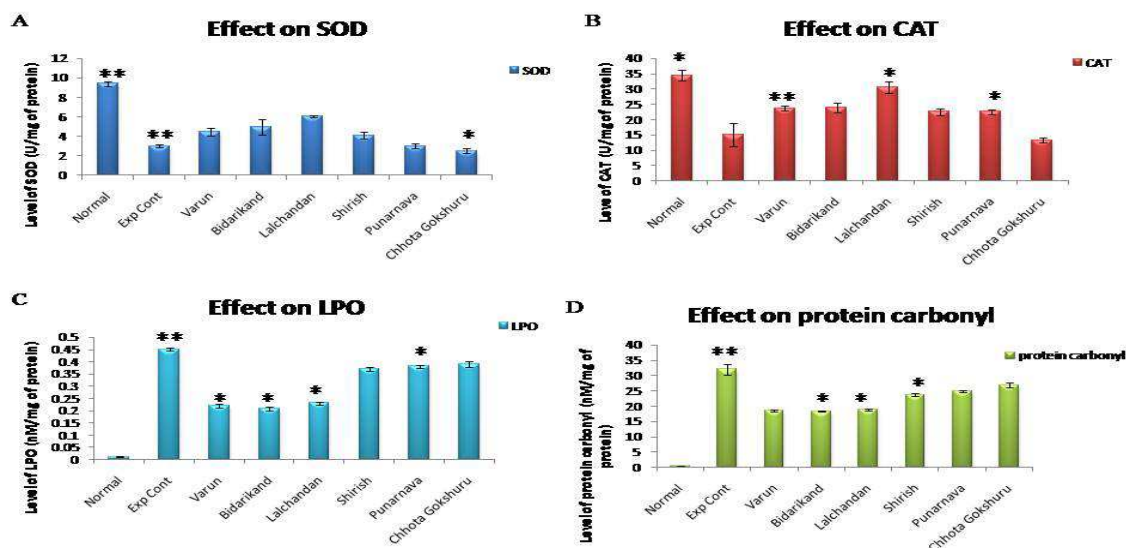 A
Effect on SOD
SOD
Level of SOD (U/mg of protein)
12
10
8
6
4
2
0
**
**
*
Normal
Exp Cont
Varun
Bidarikand
Lalchandan
Shirish
Punarnava
Chhota Gokshuru
B
Effect on CAT
CAT
Leve of CAT (U/mg of protein)
40
35
30
25
20
15
10
5
0
*
**
*
*
Normal
Exp Cont
Varun
Bidarikand
Lalchandan
Shirish
Punarnava
Chhota Gokshuru
C
Effect on LPO
LPO
Level of LPO (nM/mg of protein)
0.5
0.45
0.4
0.35
0.3
0.25
0.2
0.15
0.1
0.05
0
**
*
*
*
*
Normal
Exp Cont
Varun
Bidarikand
Lalchandan
Shirish
Punarnava
Chhota Gokshuru
D
Effect on protein carbonyl
protein carbonyl
Level of protein carbonyl (nM/mg of
protein)
40
35
30
25
20
15
10
5
0
**
*
*
*
Normal
Exp Cont
Varun
Bidarikand
Lalchandan
Shirish
Punarnava
Chhota Gokshuru